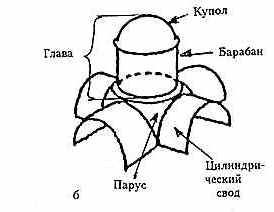 Купол
Глава
Барабан
Цилиндри-
ческий
свод
Парус
б